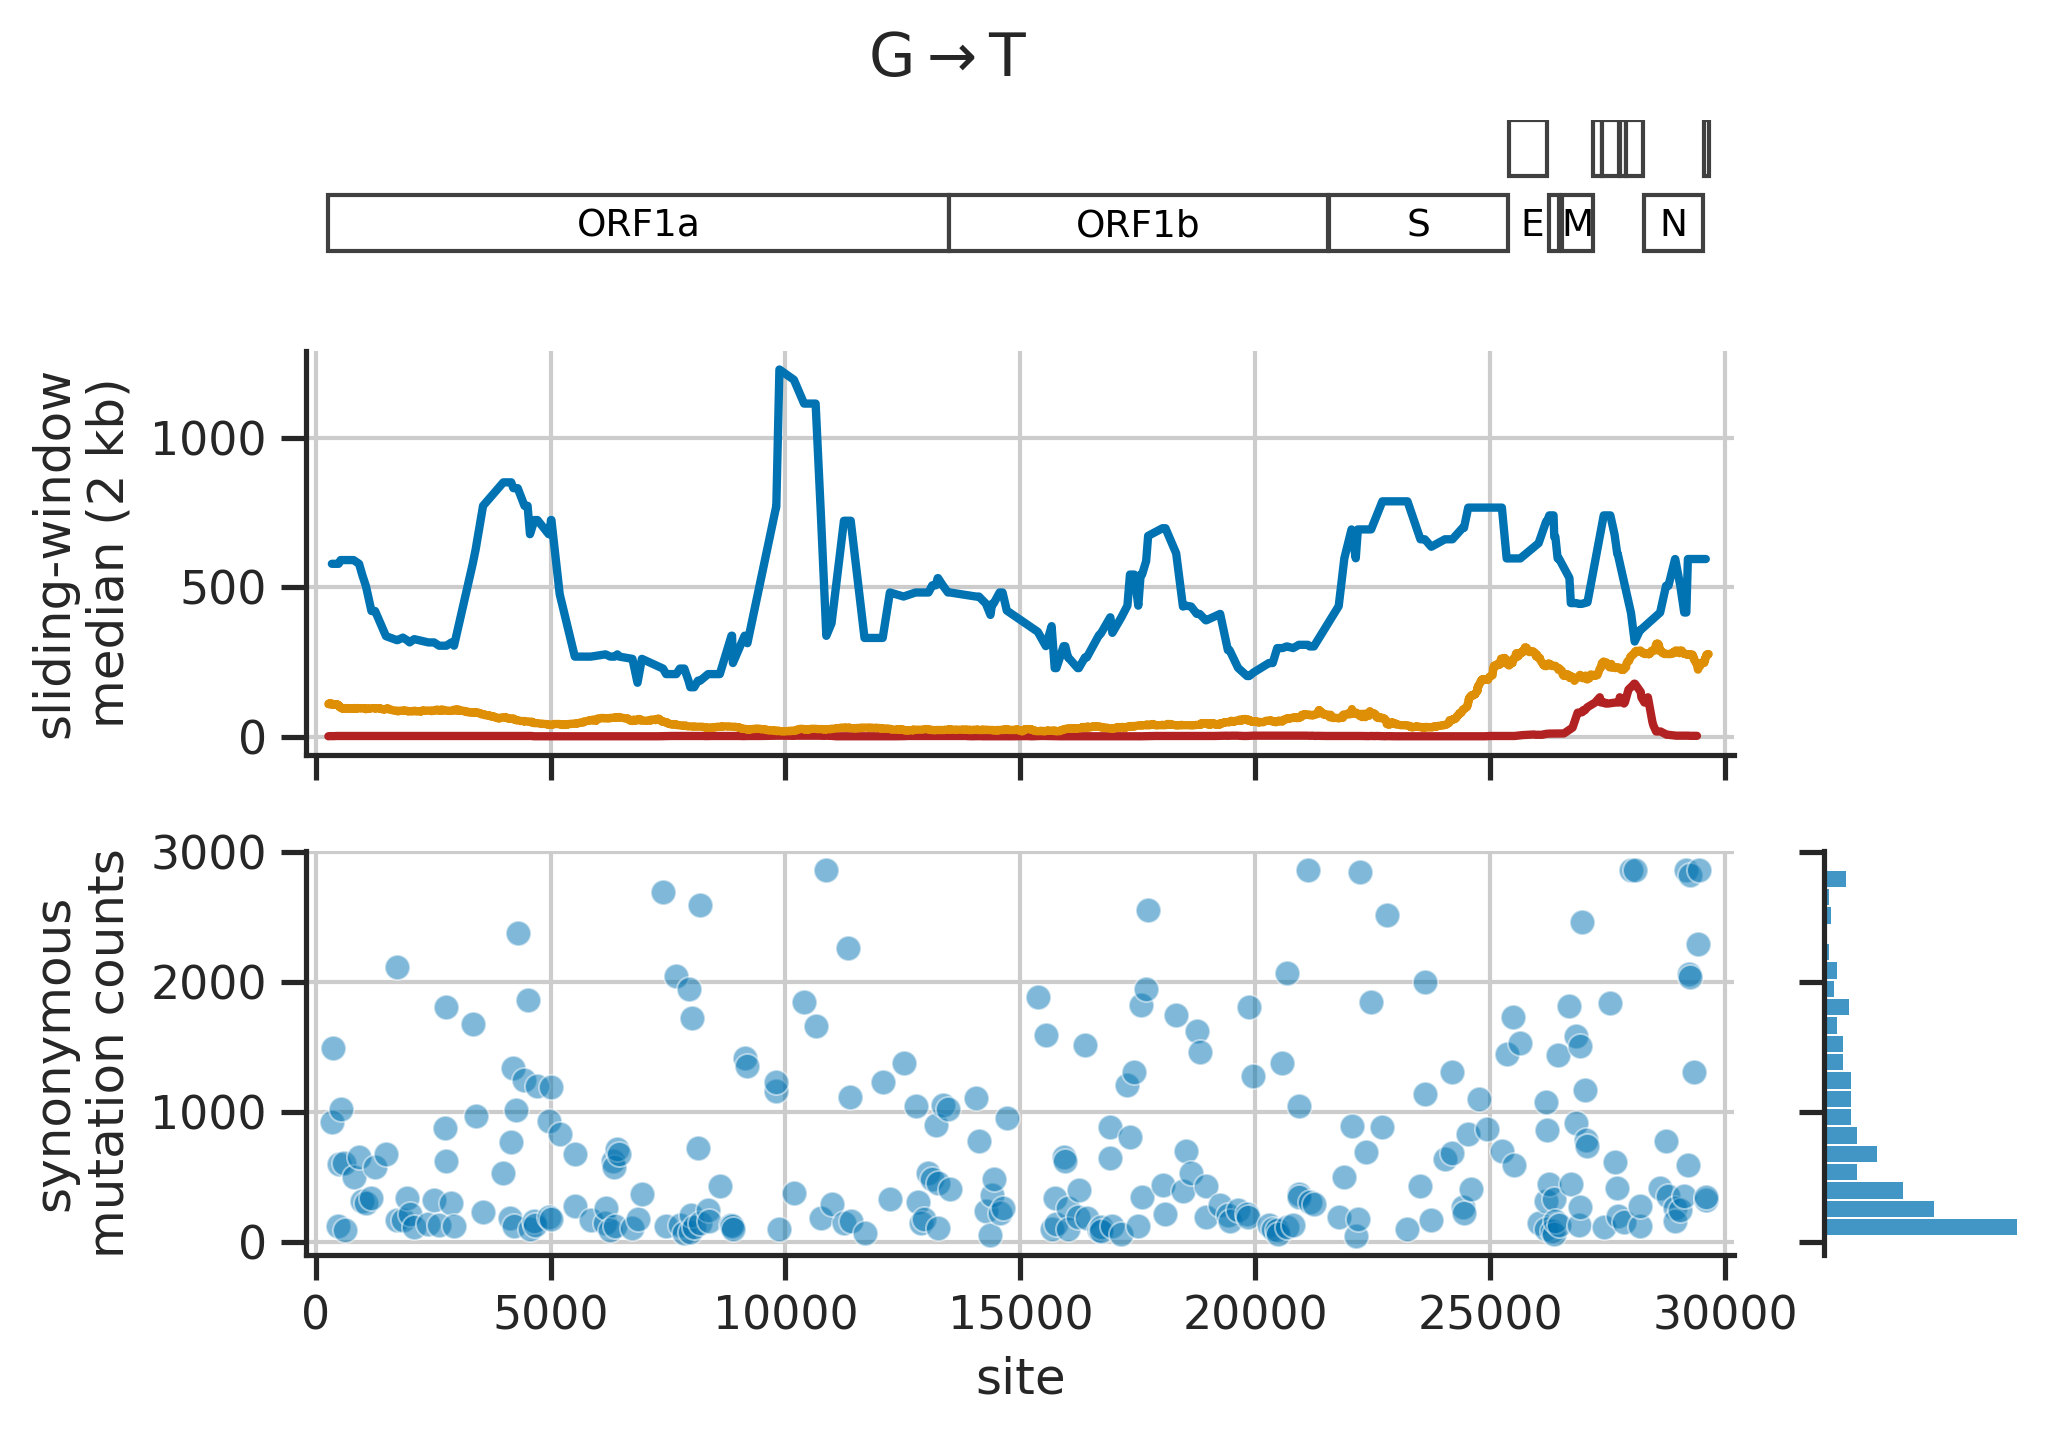 G→T
ORF1a ORF1b S E M N
sliding-window
median (2 kb)
1000
500
0
synonymous
mutation counts
3000
2000
1000
0
0 5000 10000 15000 20000 25000 30000
site